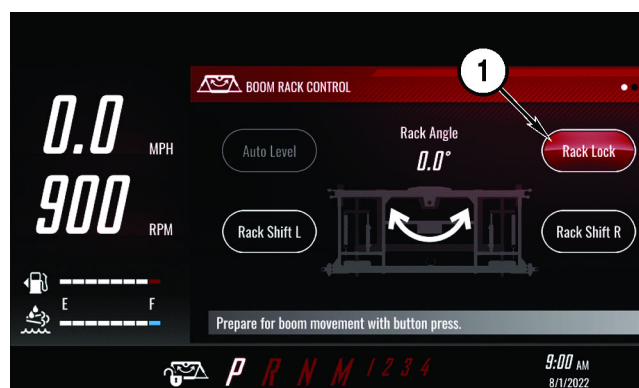 1
BOOM RACK CONTROL
0.0 MPH
Auto Level
Rack Angle
0.0°
Rack Lock
900 RPM
Rack Shift L
Rack Shift R
E F
Prepare for boom movement with button press.
P R N M 1 2 3 4
9:00 AM
8/1/2022